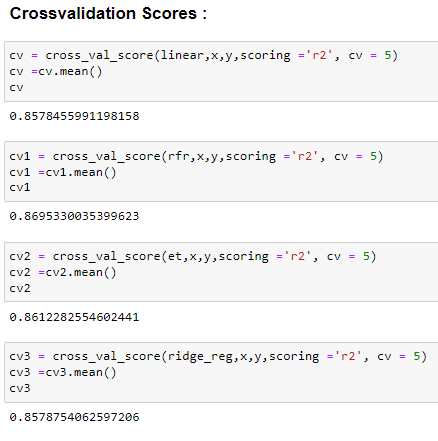 Crossvalidation Scores :
cv = cross_val_score(linear,x,y,scoring ='r2', cv = 5)
cv =cv.mean()
cv
0.8578455991198158
cv1 = cross_val_score(rfr,x,y,scoring ='r2', cv = 5)
cv1 =cv1.mean()
cv1
0.8695330035399623
cv2 = cross_val_score(et,x,y,scoring ='r2', cv = 5)
cv2 =cv2.mean()
cv2
0.8612282554602441
cv3 = cross_val_score(ridge_reg,x,y,scoring ='r2', cv = 5)
cv3 =cv3.mean()
cv3
0.8578754062597206